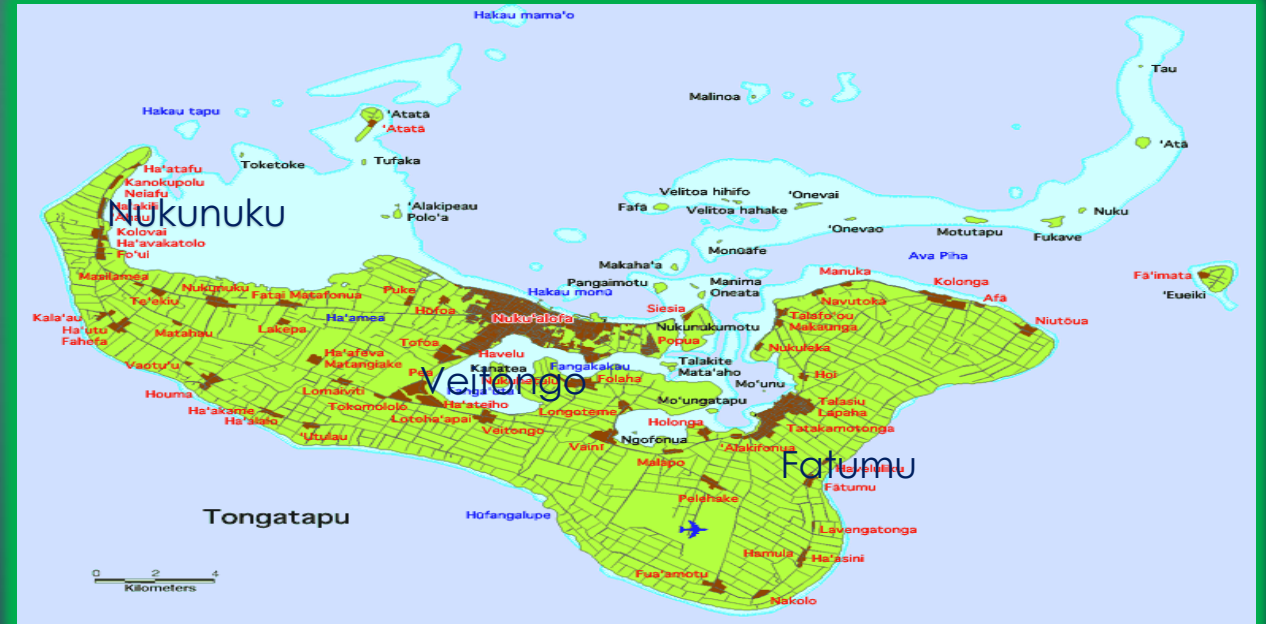 Hakau mama'o
Tau
Malinoa
Hakau tapu
'Atatā
'Atatā
'Atā
Tufaka
Toketoke
Ha'atafu
Kanokupolu
Neiafu
Nukunuku
Kolovai
Ha'avakatolo
Fo'ui
'Alakipeau
Polo'a
Velitoa hihifo
'Onevai
Fafā
Velitoa hahake
'Onevao
Motutapu
Nuku
Fukave
Monūafe
Ava Piha
Makaha'a
Manuka
Pangaimotu
Manima
Oneata
Kolonga
Fā'imata
'Eueiki
Hakau monū
Masilamea
Nukunuku
Fatai Matafonua
Puke
Te'ekiu
Hofoa
Ha'amea
Nuku'alofa
Siesia
Navutoka
Afā
Kala'au
Ha'utu
Fahefa
Matahau
Lakepa
Nukunukumotu
Talafo'ou
Makaunga
Niutōua
Popua
Tofoa
Havelu
Nukuleka
Ha'afeva
Matangiake
Vaotu'u
Kanatea
Fangakakau
Talakite
Mata'aho
Pea
Veitongo
Folaha
Mo'unu
Hoi
Houma
Lomaiviti
Tokomololo
Ha'ateiho
Mo'ungatapu
Talasiu
Lapaha
Ha'akame
Ha'alalo
Lotoha'apai
Longoteme
Holonga
Tatakamotonga
'Utulau
Veitongo
Vainī
Ngofonua
'Alakifonua
Malapo
Fatumu
Haveluliku
Fātumu
Pelehake
Tongatapu
Hūfangalupe
Lavengatonga
Hamula
Ha'asini
Fua'amotu
Nakolo
0 2 4
Kilometers